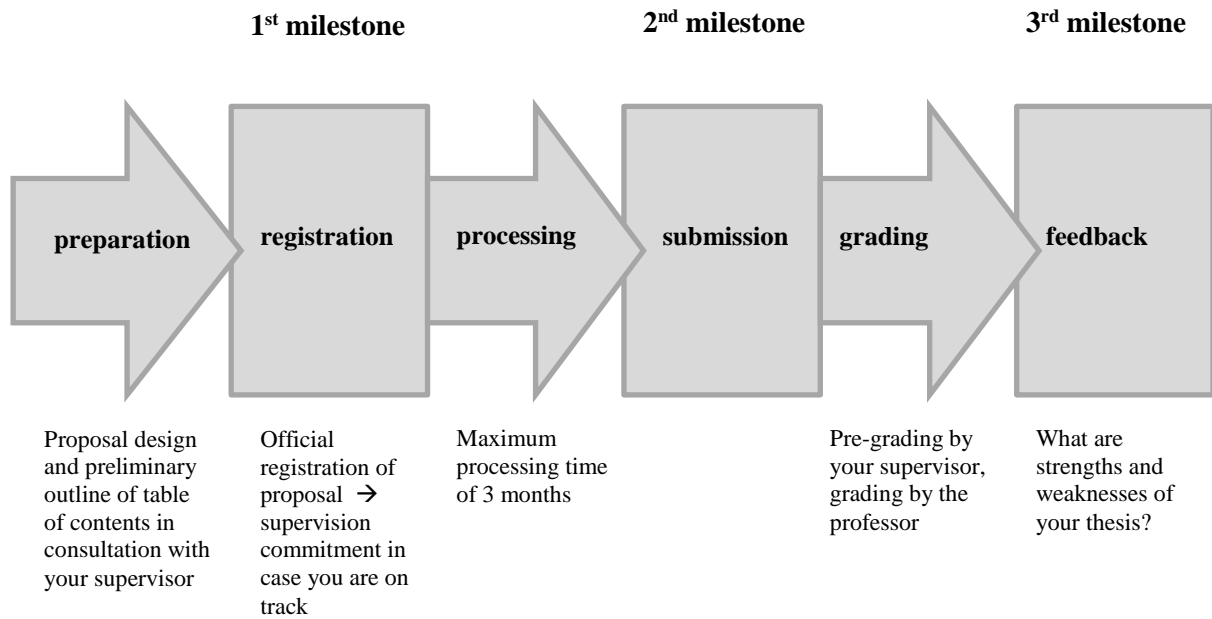 1st milestone
2nd milestone
3rd milestone
preparation
registration
processing
submission
grading
feedback
Proposal design
and preliminary
outline of table
of contents in
consultation with
your supervisor
Official
registration of
proposal →
supervision
commitment in
case you are on
track
Maximum
processing time
of 3 months
Pre-grading by
your supervisor,
grading by the
professor
What are
strengths and
weaknesses of
your thesis?